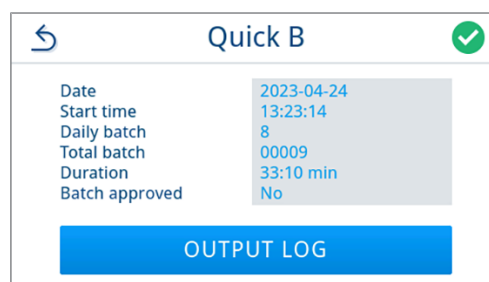 Quick B
Date 2023-04-24
Start time 13:23:14
Daily batch 8
Total batch 00009
Duration 33:10 min
Batch approved No
OUTPUT LOG